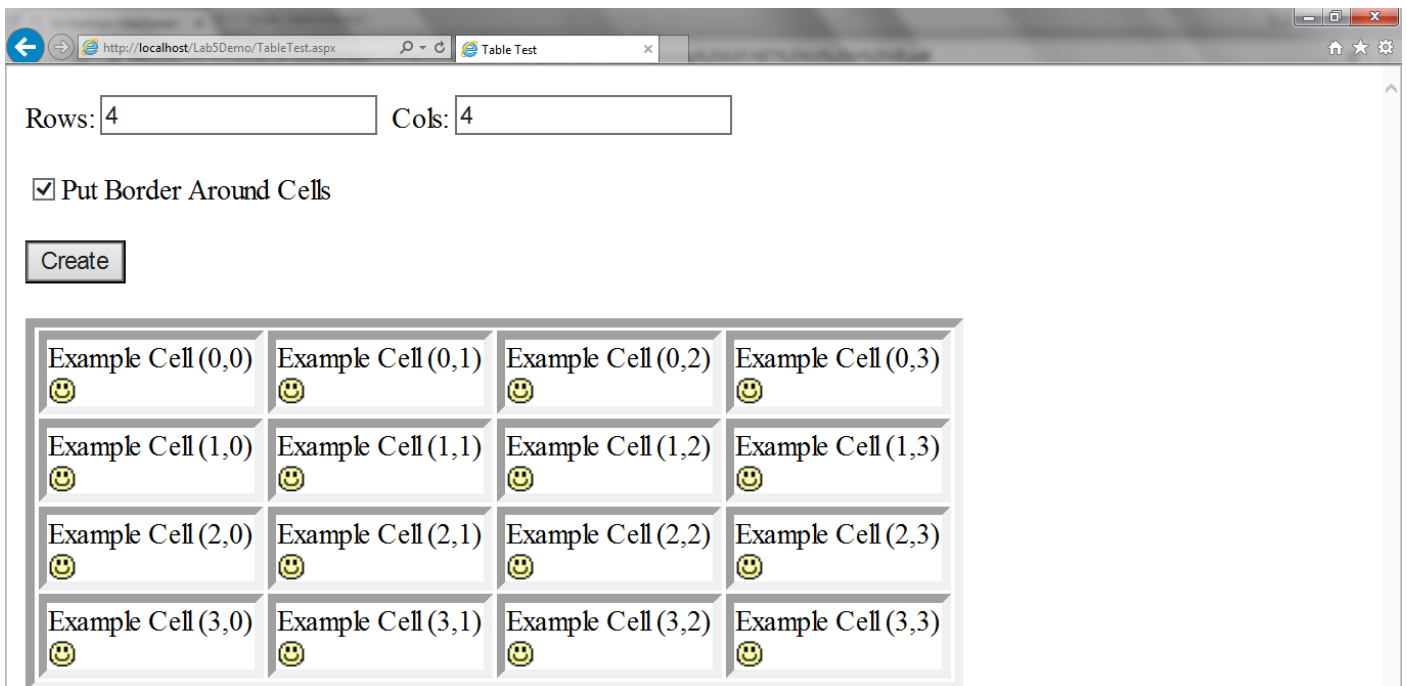 http://localhost/Lab5Demo/TableTest.aspx Table Test
Rows: 4 Cols: 4
Put Border Around Cells
Create
Example Cell (0,0) Example Cell (0,1) Example Cell (0,2) Example Cell (0,3)
Example Cell (1,0) Example Cell (1,1) Example Cell (1,2) Example Cell (1,3)
Example Cell (2,0) Example Cell (2,1) Example Cell (2,2) Example Cell (2,3)
Example Cell (3,0) Example Cell (3,1) Example Cell (3,2) Example Cell (3,3)